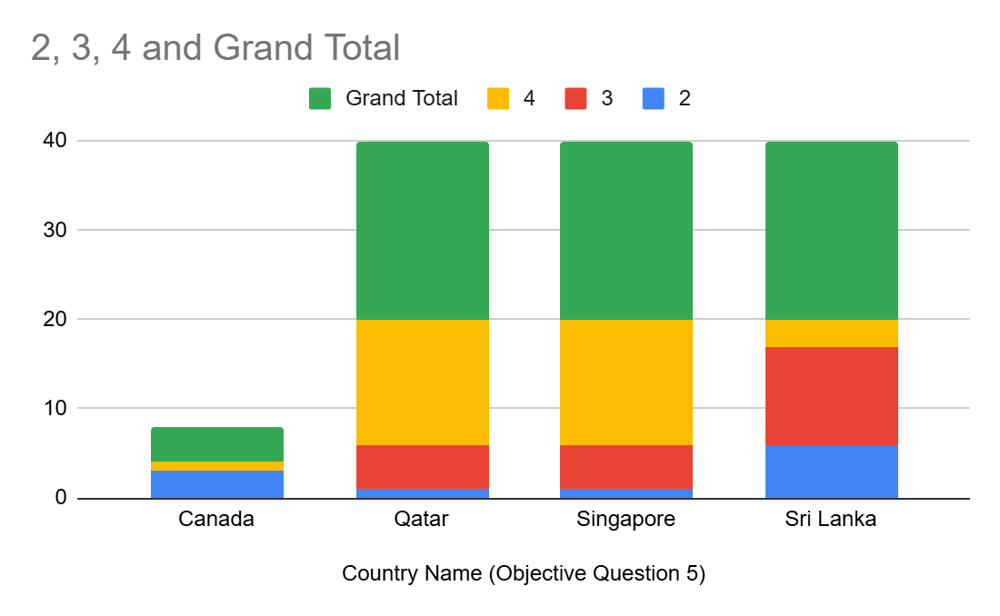 2, 3, 4 and Grand Total
Grand Total 4 3 2
40
30
20
10
0
Canada Qatar Singapore Sri Lanka
Country Name (Objective Question 5)